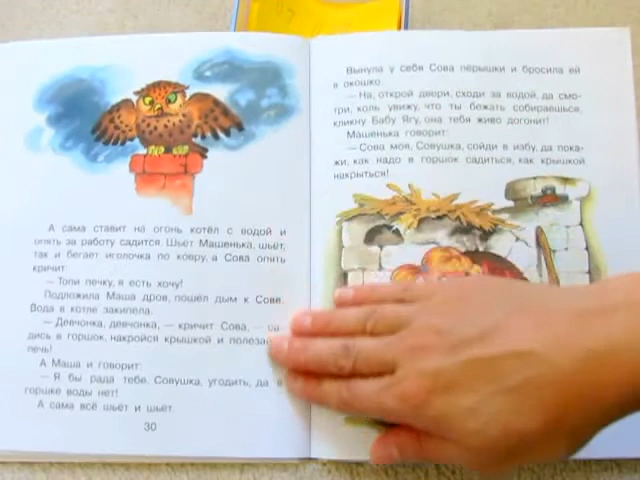 А сама ставит на огонь котёл с водой и
опять за работу садится. Шьёт Машенька, шьёт,
так и бегает иголочка по ковру, а Сова опять
кричит:
— Топи печку, я есть хочу!
Подложила Маша дров, пошёл дым к Сове.
Вода в котле закипела.
— Девчонка, девчонка, — кричит Сова, — са-
дись в горшок, накройся крышкой и полезай
печь!
А Маша и говорит:
— Я бы рада тебе, Совушка, угодить, да в
горшке воды нет!
А сама всё шьёт и шьёт.
30
Вынула у себя Сова пёрышки и бросила ей
в окошко.
— На, открой двери, сходи за водой, да смо-
три, коль увижу, что ты бежать собираешься,
кликну Бабу Ягу, она тебя живо догонит!
Машенька говорит:
— Сова моя, Совушка, сойди в избу, да пока-
жи, как надо в горшок садиться, как крышкой
накрыться!